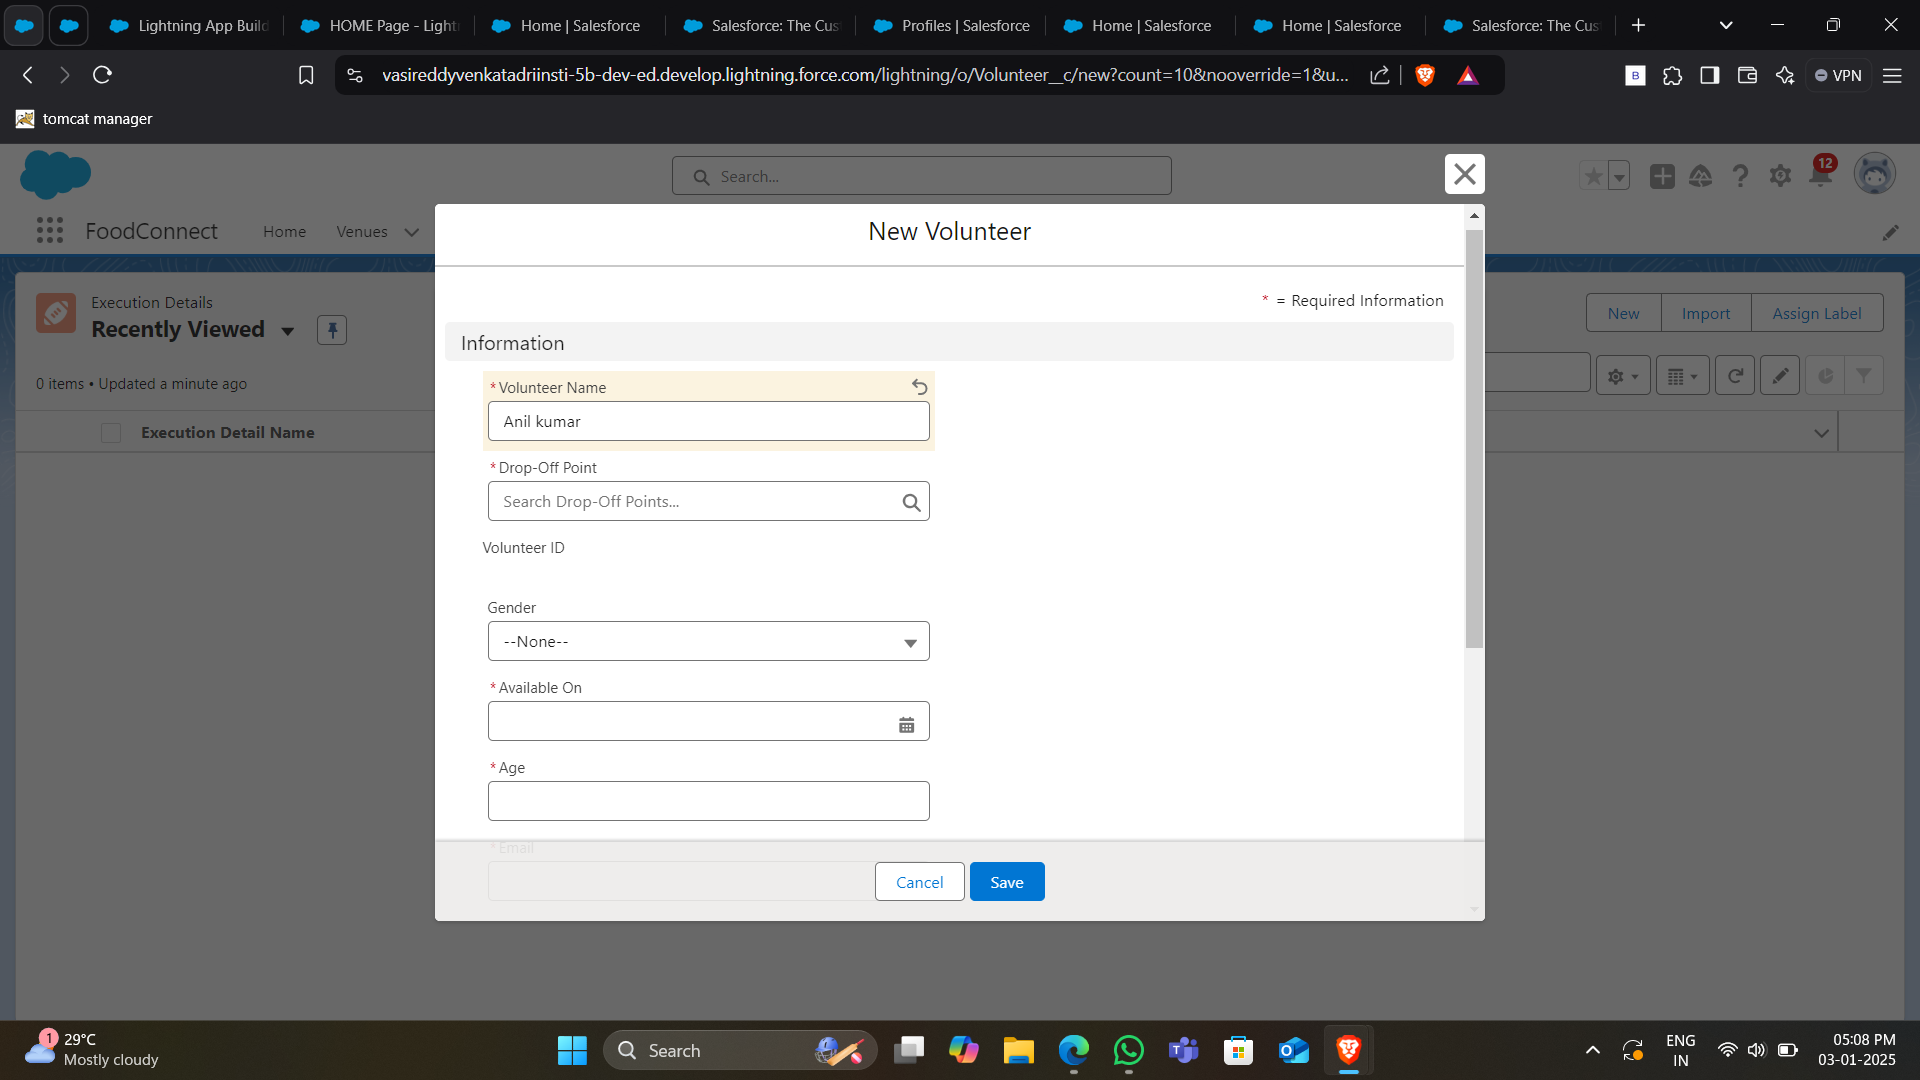 Lightning App Build
HOME Page - Light
Home | Salesforce
Salesforce: The Cus
Profiles | Salesforce
Home | Salesforce
Home | Salesforce
Salesforce: The Cus
vasireddyvenkatadriinsti-5b-dev-ed.develop.lightning.force.com/lightning/o/Volunteer__c/new?count=10&nooverride=1&u...
B
VPN
tomcat manager
Search...
12
FoodConnect
Home
Venues
New Volunteer
* = Required Information
Execution Details
Recently Viewed
New
Import
Assign Label
0 items • Updated a minute ago
Execution Detail Name
Information
*Volunteer Name
Anil kumar
*Drop-Off Point
Search Drop-Off Points...
Volunteer ID
Gender
--None--
*Available On
*Age
*Email
Cancel
Save
1
29°C
Mostly cloudy
Search
ENG
IN
05:08 PM
03-01-2025